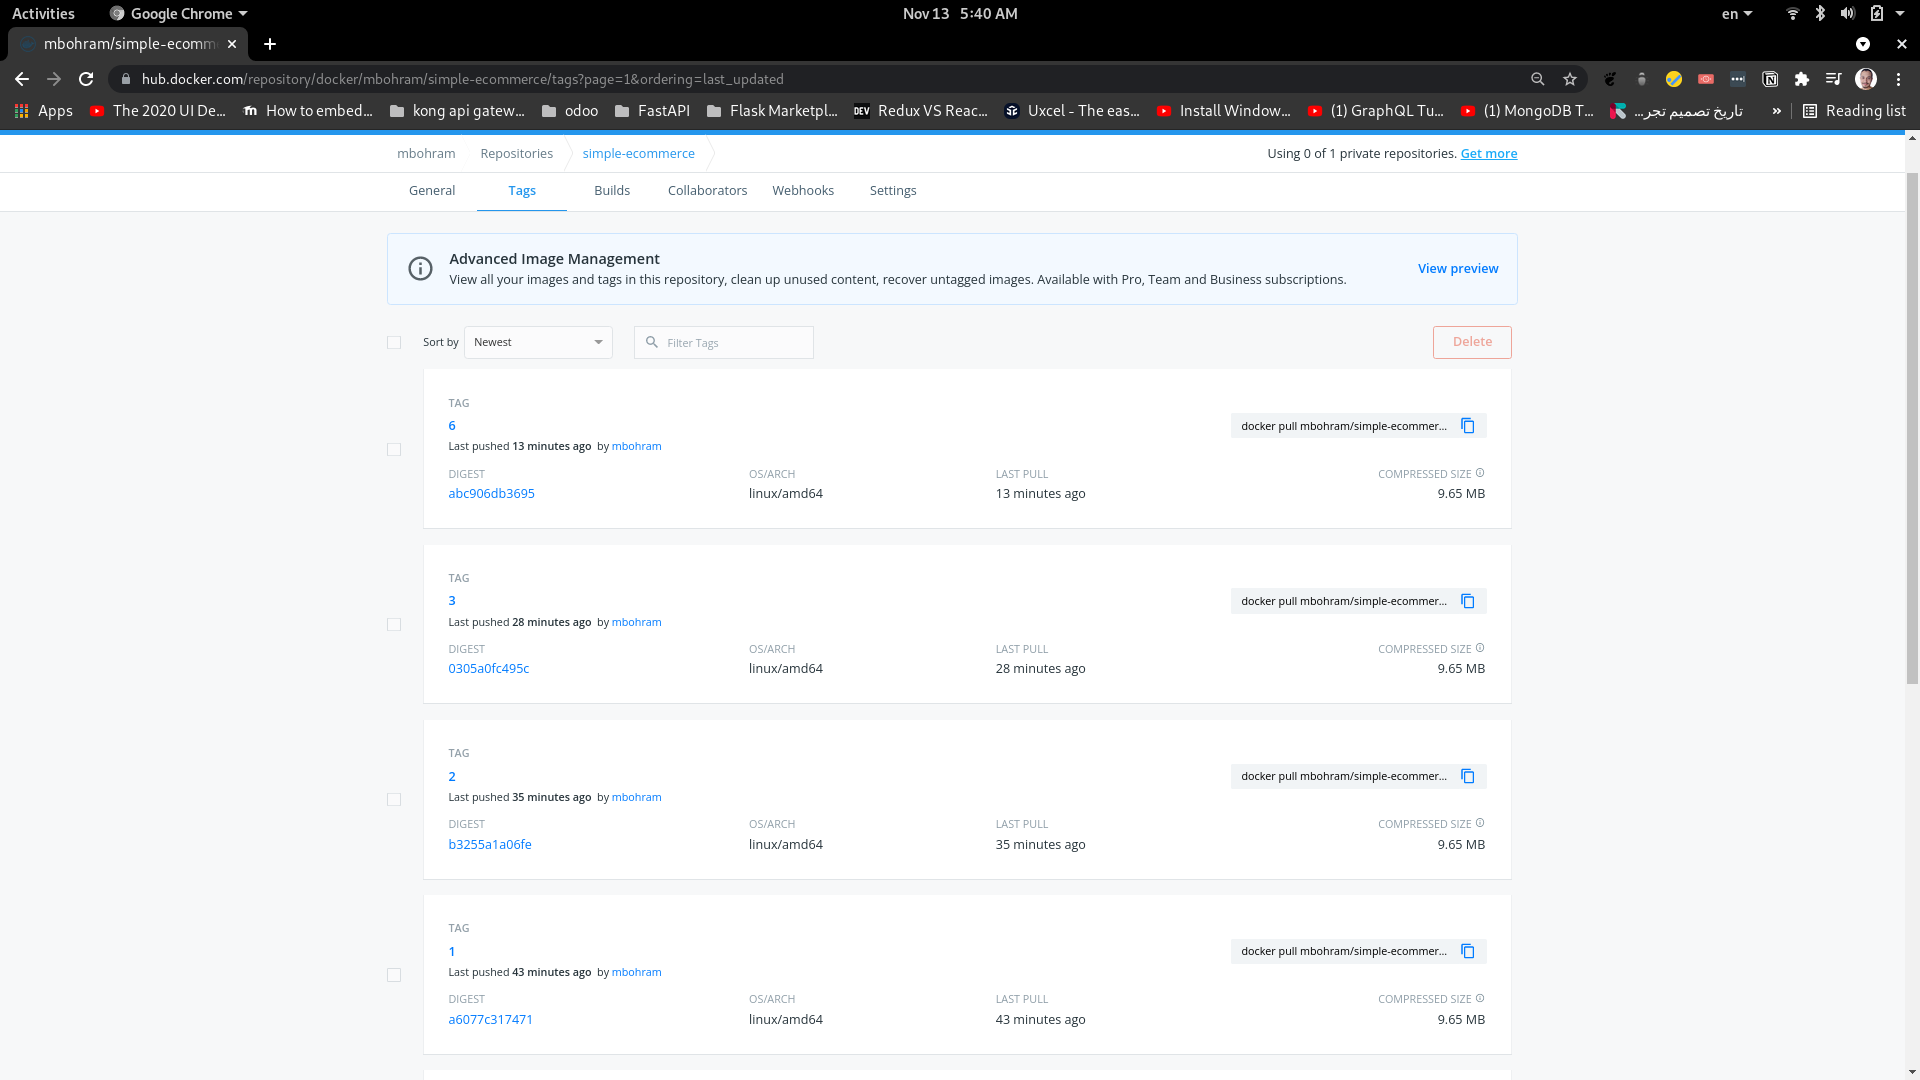 Activities Google Chrome Nov 13 5:40 AM en
mbohram/simple-ecomm
hub.docker.com/repository/docker/mbohram/simple-ecommerce/tags?page=1&ordering=last_updated
Apps The 2020 UI De... How to embed... kong api gatew... odoo FastAPI Flask Marketpl... DEV Redux VS Reac... Uxcel - The eas... Install Window... (1) GraphQL Tu... (1) MongoDB T... تاريخ تصميم تجر... » Reading list
mbohram Repositories simple-ecommerce Using 0 of 1 private repositories. Get more
General Tags Builds Collaborators Webhooks Settings
Advanced Image Management
View all your images and tags in this repository, clean up unused content, recover untagged images. Available with Pro, Team and Business subscriptions.
View preview
Sort by Newest Filter Tags Delete
TAG
6
docker pull mbohram/simple-ecommer...
Last pushed 13 minutes ago by mbohram
DIGEST OS/ARCH LAST PULL COMPRESSED SIZE
abc906db3695 linux/amd64 13 minutes ago 9.65 MB
TAG
3
docker pull mbohram/simple-ecommer...
Last pushed 28 minutes ago by mbohram
DIGEST OS/ARCH LAST PULL COMPRESSED SIZE
0305a0fc495c linux/amd64 28 minutes ago 9.65 MB
TAG
2
docker pull mbohram/simple-ecommer...
Last pushed 35 minutes ago by mbohram
DIGEST OS/ARCH LAST PULL COMPRESSED SIZE
b3255a1a06fe linux/amd64 35 minutes ago 9.65 MB
TAG
1
docker pull mbohram/simple-ecommer...
Last pushed 43 minutes ago by mbohram
DIGEST OS/ARCH LAST PULL COMPRESSED SIZE
a6077c317471 linux/amd64 43 minutes ago 9.65 MB